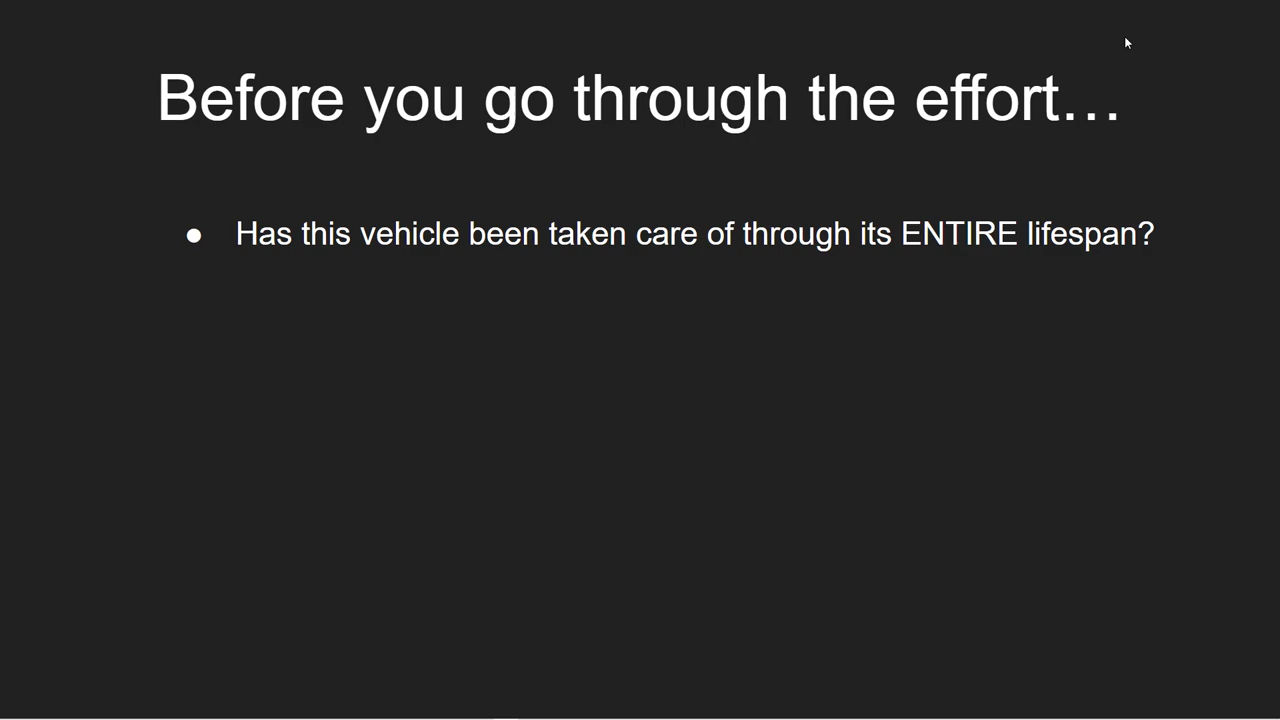 Before you go through the effort…
● Has this vehicle been taken care of through its ENTIRE lifespan?